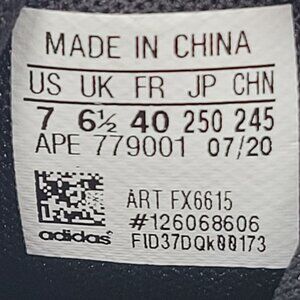 MADE IN CHINA
US UK FR JP CHN
7 6½ 40 250 245
APE 779001 07/20
ART FX6615
#126068606
adidas
FID37DQk00173